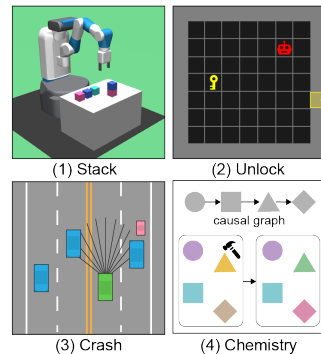 (1) Stack
(2) Unlock
causal graph
(3) Crash
(4) Chemistry